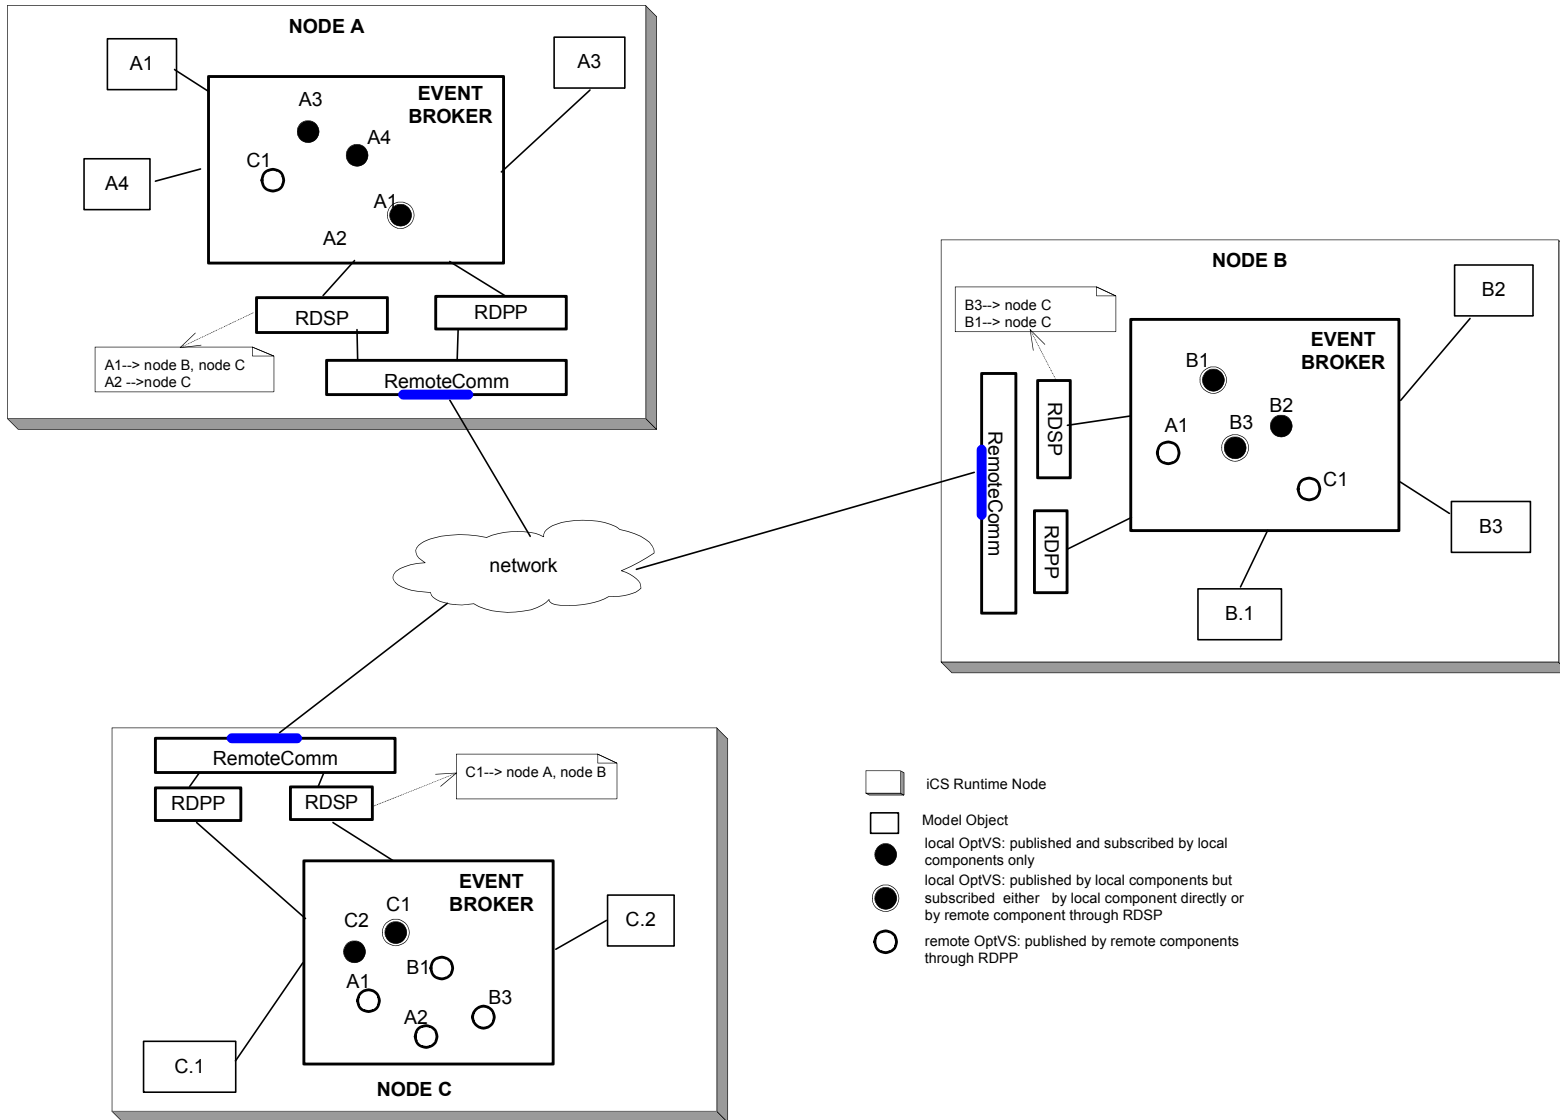 NODE A
A1
A3
EVENT
BROKER
A3
A4
C1
A4
A1
A2
RDSP
RDPP
A1--> node B, node C
A2 -->node C
RemoteComm
NODE B
B2
B3--> node C
B1--> node C
EVENT
BROKER
B1
B2
A1
B3
RDSP
RemoteComm
C1
B3
RDPP
B.1
network
RemoteComm
C1--> node A, node B
RDPP
RDSP
EVENT
BROKER
C1
C2
C.2
B1
A1
B3
A2
C.1
NODE C
iCS Runtime Node
Model Object
local OptVS: published and subscribed by local
components only
local OptVS: published by local components but
subscribed either by local component directly or
by remote component through RDSP
remote OptVS: published by remote components
through RDPP